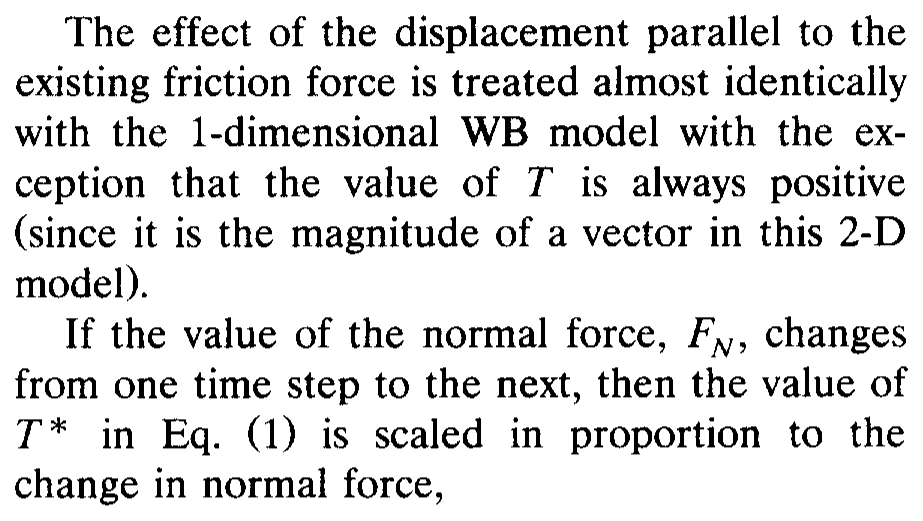 The effect of the displacement parallel to the
existing friction force is treated almost identically
with the 1-dimensional WB model with the ex-
ception that the value of T is always positive
(since it is the magnitude of a vector in this 2-D
model).
If the value of the normal force, F_N, changes
from one time step to the next, then the value of
T* in Eq. (1) is scaled in proportion to the
change in normal force,